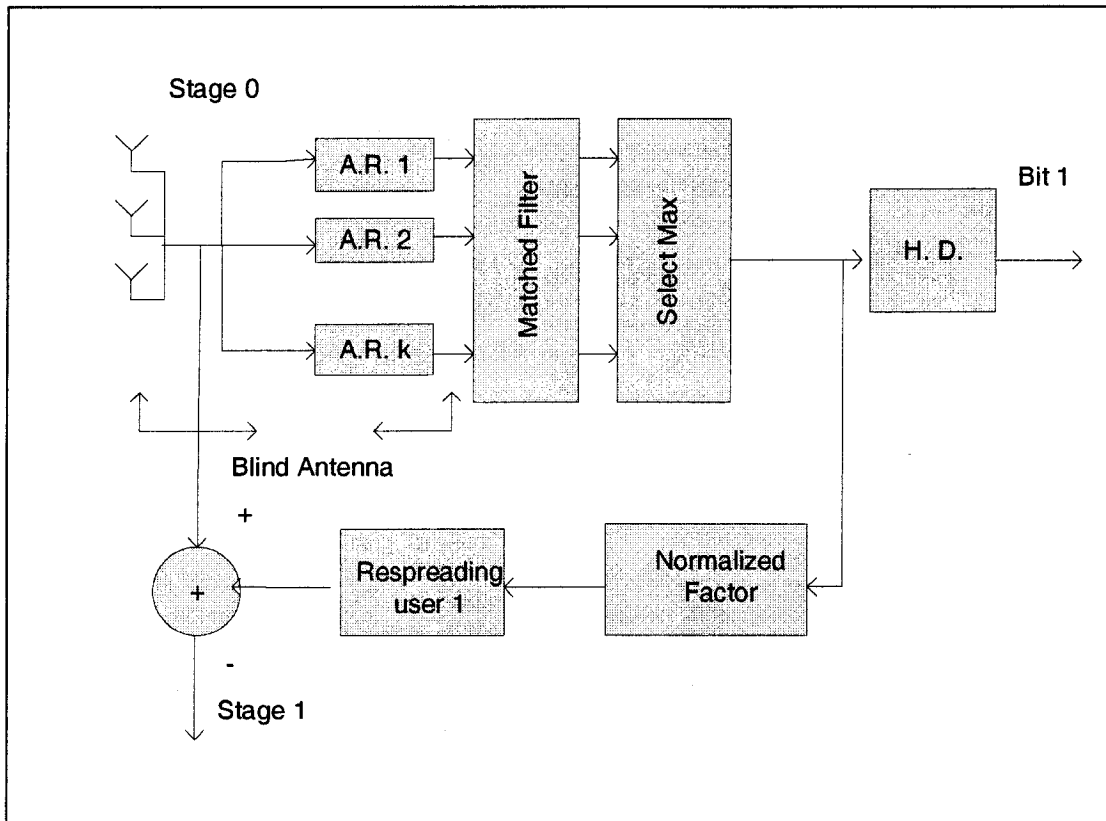 Stage 0
A.R. 1
A.R. 2
A.R. k
Matched Filter
Select Max
H. D.
Bit 1
Blind Antenna
+
+
-
Respreading
user 1
Normalized
Factor
Stage 1